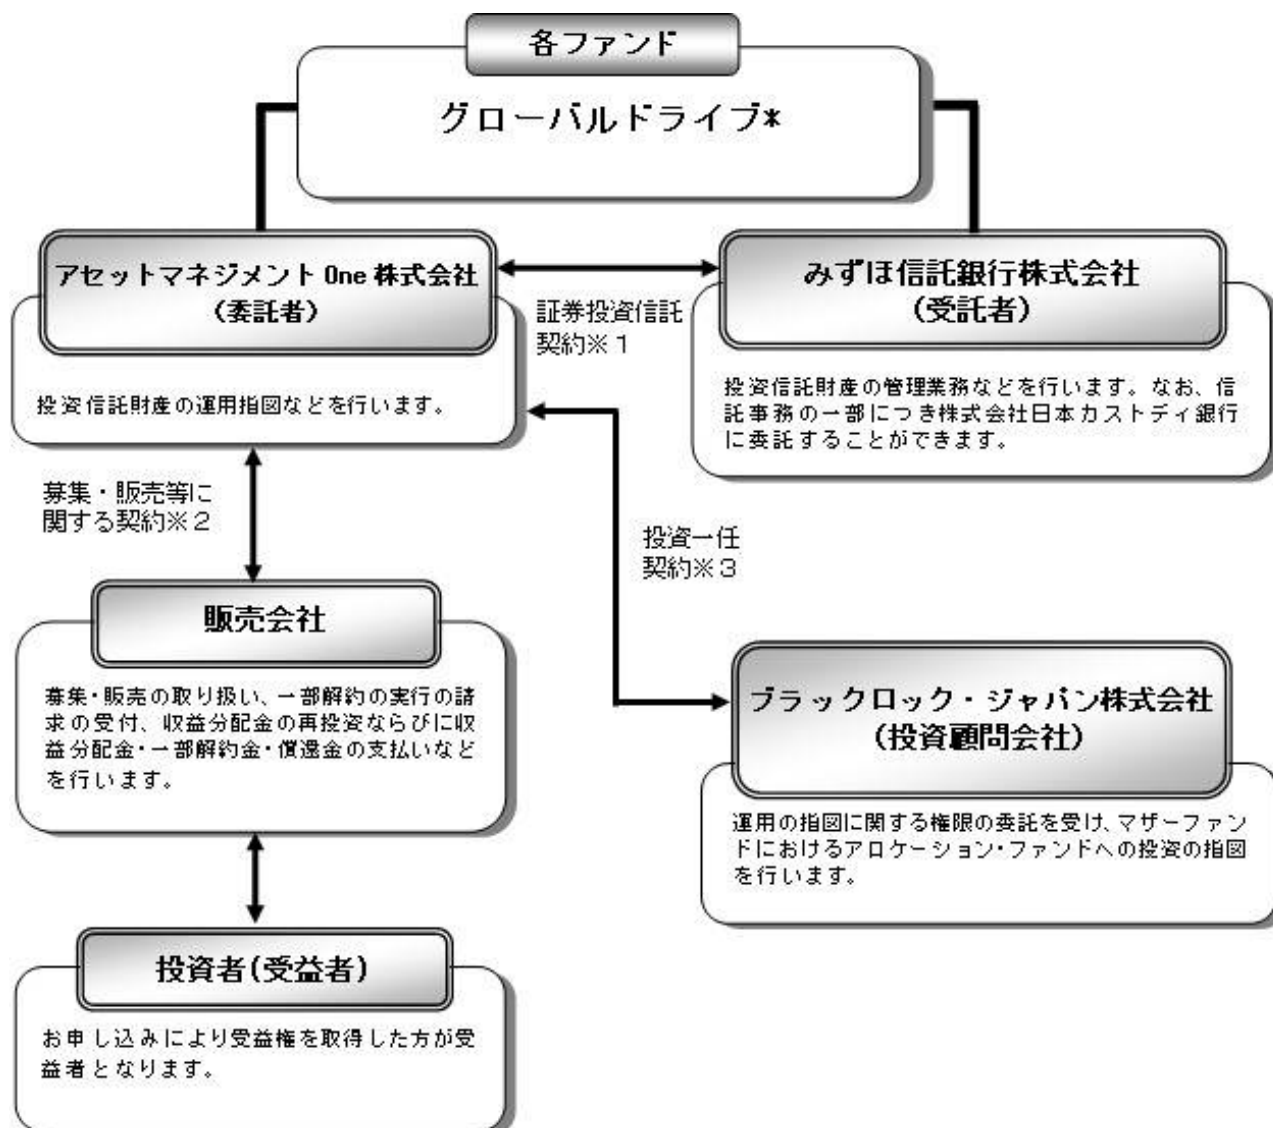 各ファンド
グローバルドライブ*
アセットマネジメント One 株式会社
(委託者)
みずほ信託銀行株式会社
(受託者)
証券投資信託
契約※1
投資信託財産の運用指図などを行います。
投資信託財産の管理業務などを行います。なお、信
託事務の一部につき株式会社日本カストディ銀行
に委託することができます。
募集・販売等に
関する契約※2
投資一任
契約※3
販売会社
募集・販売の取り扱い、一部解約の実行の請
求の受付、収益分配金の再投資ならびに収
益分配金・一部解約金・償還金の支払いなど
を行います。
ブラックロック・ジャパン株式会社
(投資顧問会社)
運用の指図に関する権限の委託を受け、マザーファン
ドにおけるアロケーション・ファンドへの投資の指図
を行います。
投資者(受益者)
お申し込みにより受益権を取得した方が受
益者となります。